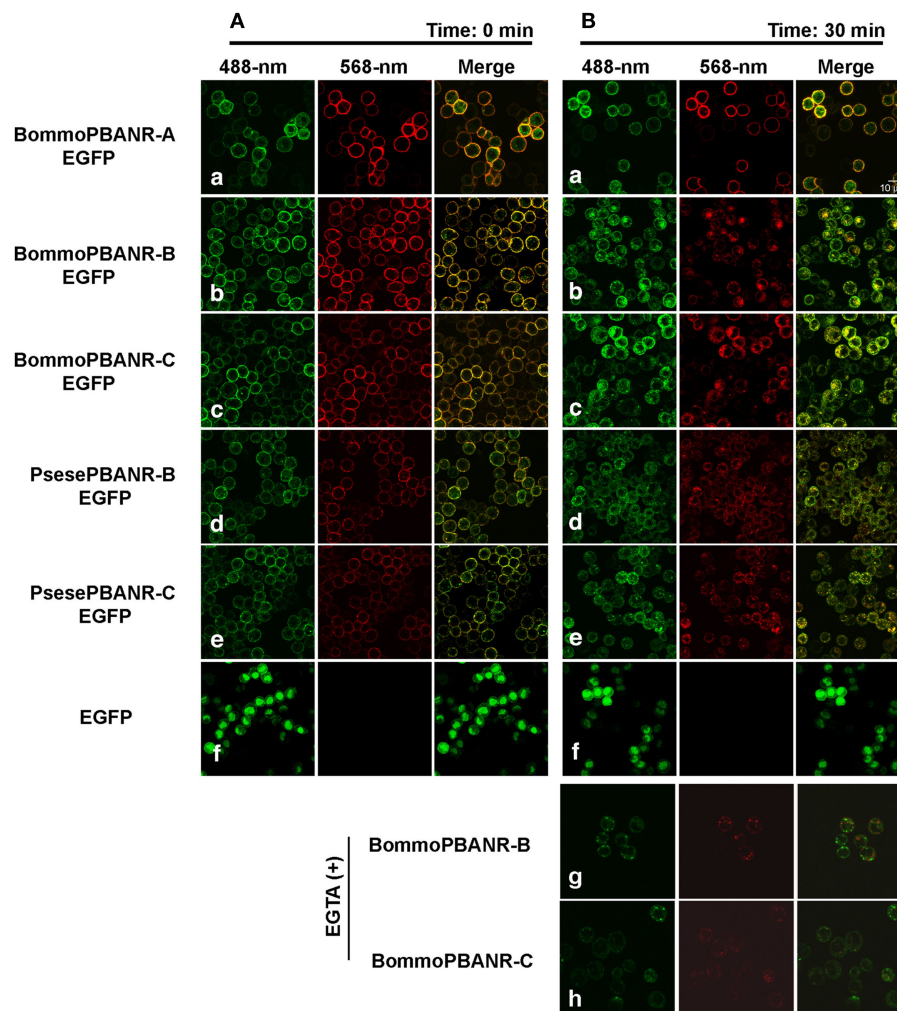 A
B
Time: 0 min
Time: 30 min
488-nm 568-nm Merge
488-nm 568-nm Merge
BommoPBANR-A
EGFP
a
a
10 µ
BommoPBANR-B
EGFP
b
b
BommoPBANR-C
EGFP
c
c
PsesePBANR-B
EGFP
d
d
PsesePBANR-C
EGFP
e
e
EGFP
f
f
EGTA (+)
BommoPBANR-B
g
BommoPBANR-C
h